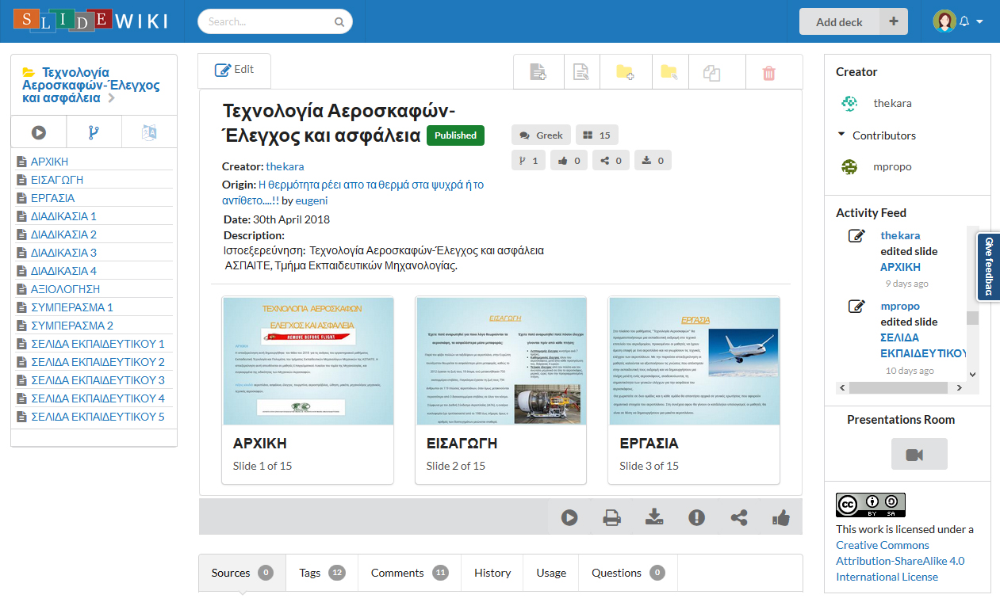 SLIDEWIKI
Search...
Add deck
Τεχνολογία
Αεροσκαφών-Έλεγχος
και ασφάλεια
ΑΡΧΙΚΗ
ΕΙΣΑΓΩΓΗ
ΕΡΓΑΣΙΑ
ΔΙΑΔΙΚΑΣΙΑ 1
ΔΙΑΔΙΚΑΣΙΑ 2
ΔΙΑΔΙΚΑΣΙΑ 3
ΔΙΑΔΙΚΑΣΙΑ 4
ΑΞΙΟΛΟΓΗΣΗ
ΣΥΜΠΕΡΑΣΜΑ 1
ΣΥΜΠΕΡΑΣΜΑ 2
ΣΕΛΙΔΑ ΕΚΠΑΙΔΕΥΤΙΚΟΥ 1
ΣΕΛΙΔΑ ΕΚΠΑΙΔΕΥΤΙΚΟΥ 2
ΣΕΛΙΔΑ ΕΚΠΑΙΔΕΥΤΙΚΟΥ 3
ΣΕΛΙΔΑ ΕΚΠΑΙΔΕΥΤΙΚΟΥ 4
ΣΕΛΙΔΑ ΕΚΠΑΙΔΕΥΤΙΚΟΥ 5
Edit
Τεχνολογία Αεροσκαφών-
Έλεγχος και ασφάλεια Published
Greek 15
1 0 0 0
Creator: thekara
Origin: Η θερμότητα ρέει απο τα θερμά στα ψυχρά ή το
αντίθετο....!! by eugeni
Date: 30th April 2018
Description:
Ιστοεξερεύνηση: Τεχνολογία Αεροσκαφών-Έλεγχος και ασφάλεια
ΑΣΠΑΙΤΕ, Τμήμα Εκπαιδευτικών Μηχανολογίας.
ΤΕΧΝΟΛΟΓΙΑ ΑΕΡΟΣΚΑΦΩΝ
ΕΛΕΓΧΟΣ ΚΑΙ ΑΣΦΑΛΕΙΑ
REMOVE BEFORE FLIGHT
ΑΡΧΙΚΗ
ΕΙΣΑΓΩΓΗ
ΕΡΓΑΣΙΑ
ΑΡΧΙΚΗ
Slide 1 of 15
ΕΙΣΑΓΩΓΗ
Slide 2 of 15
ΕΡΓΑΣΙΑ
Slide 3 of 15
Sources 0
Tags 12
Comments 11
History
Usage
Questions 0
Creator
thekara
Contributors
mpropo
Activity Feed
thekara
edited slide
ΑΡΧΙΚΗ
9 days ago
mpropo
edited slide
ΣΕΛΙΔΑ
ΕΚΠΑΙΔΕΥΤΙΚΟΥ
10 days ago
Give feedbac
Presentations Room
cc BY SA
This work is licensed under a
Creative Commons
Attribution-ShareAlike 4.0
International License